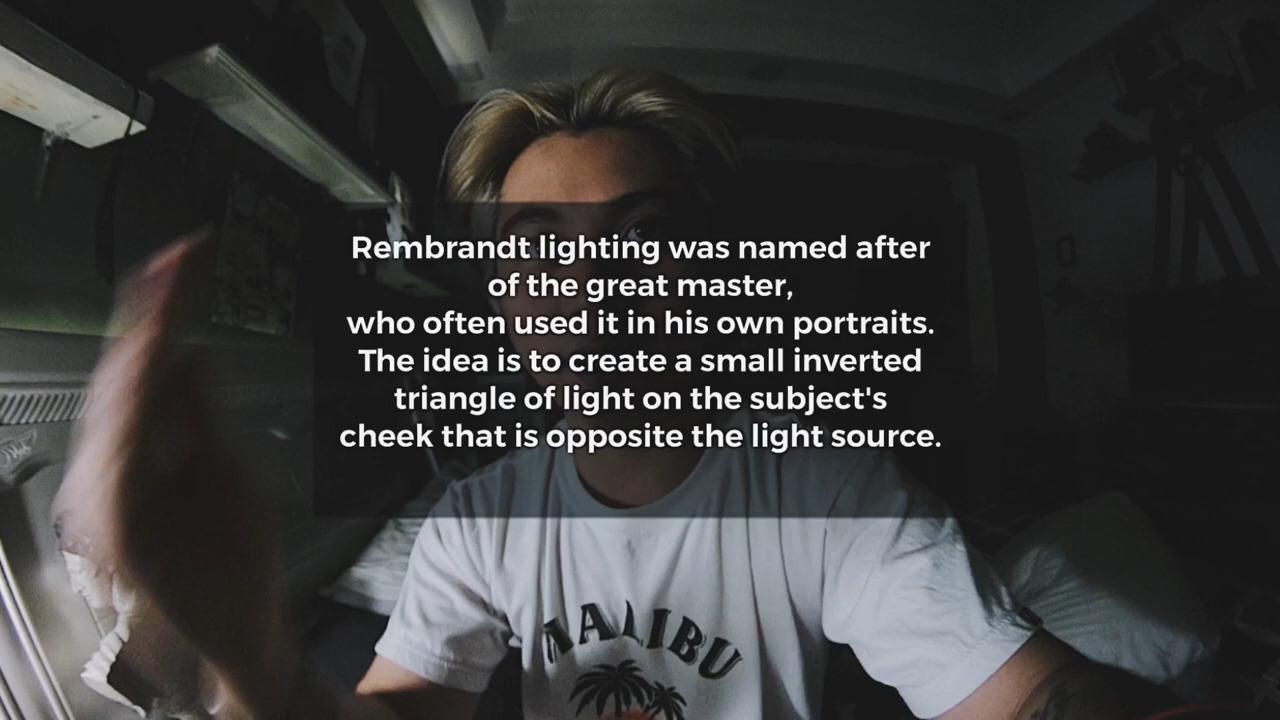 Rembrandt lighting was named after
of the great master,
who often used it in his own portraits.
The idea is to create a small inverted
triangle of light on the subject's
cheek that is opposite the light source.
MALIBU